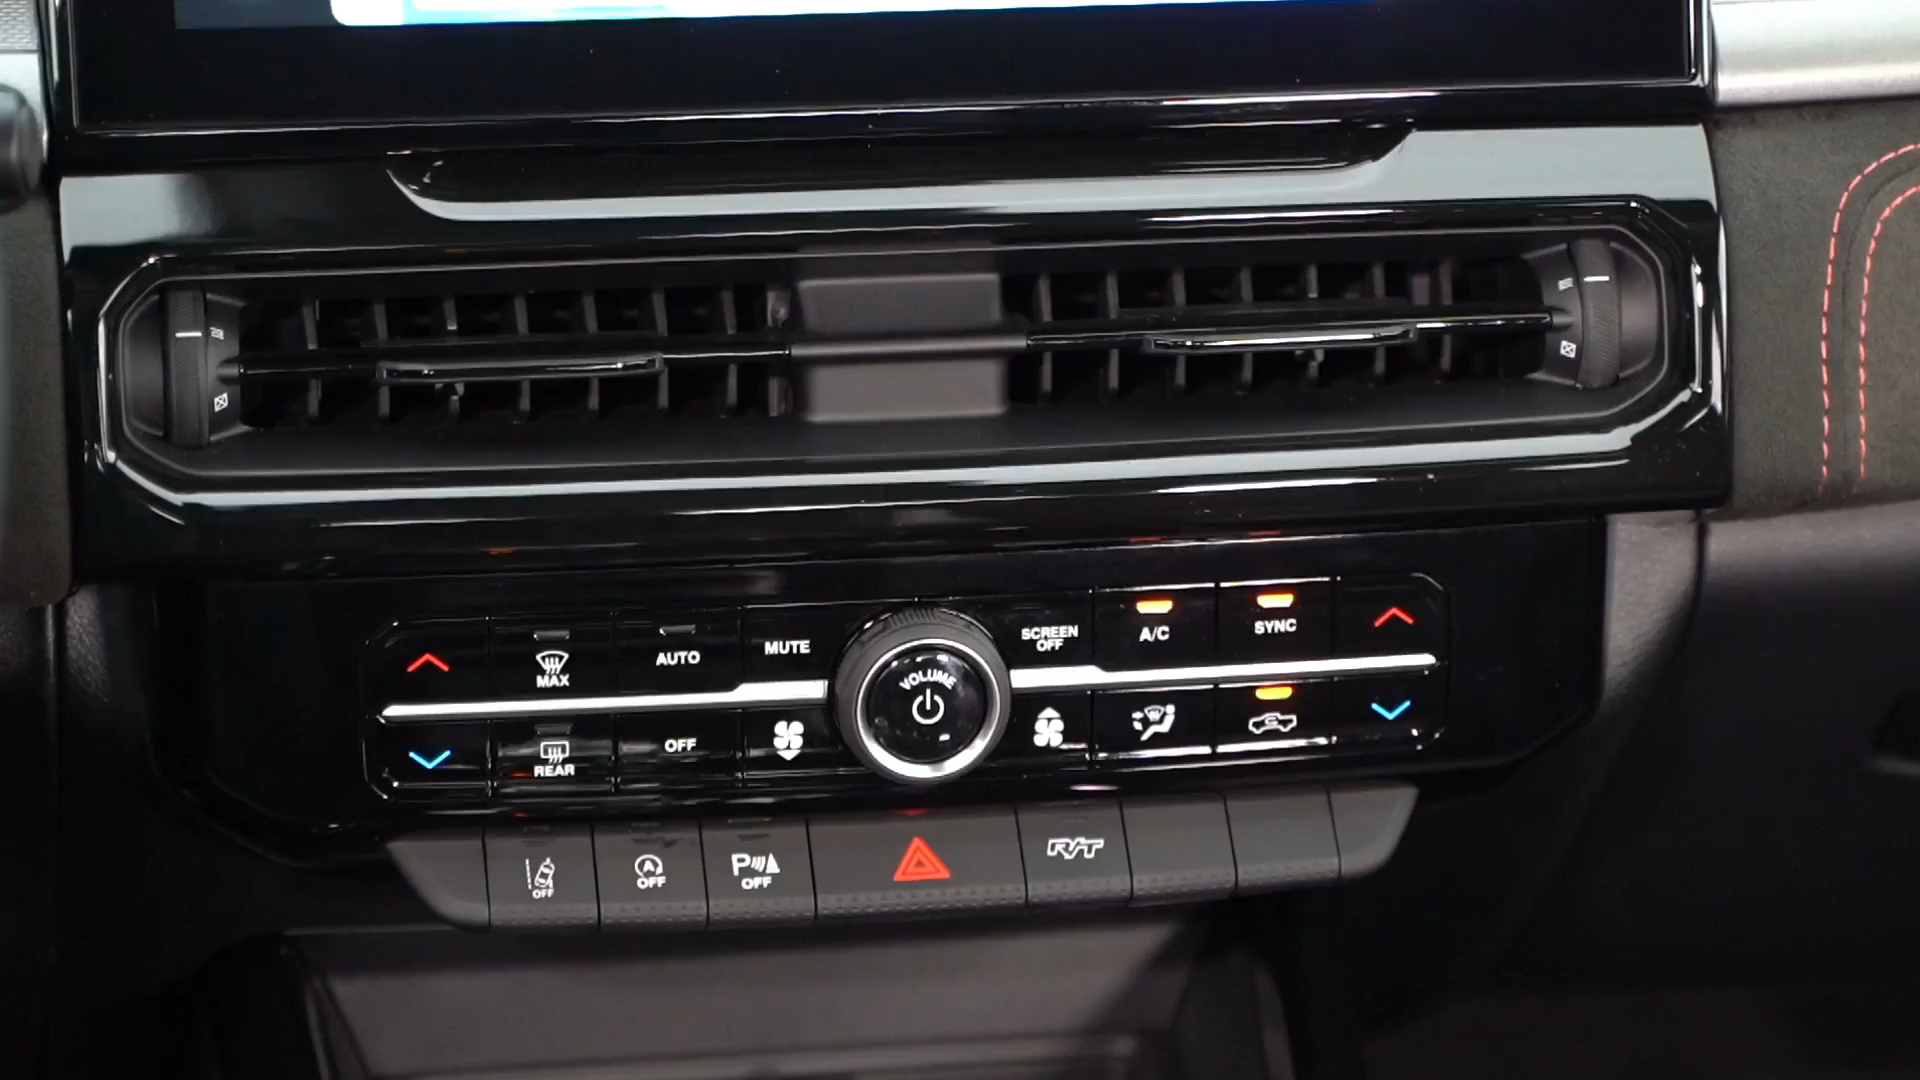 MAX
AUTO
MUTE
VOLUME
SCREEN
OFF
A/C
SYNC
REAR
OFF
OFF
A
OFF
P
OFF
R/T